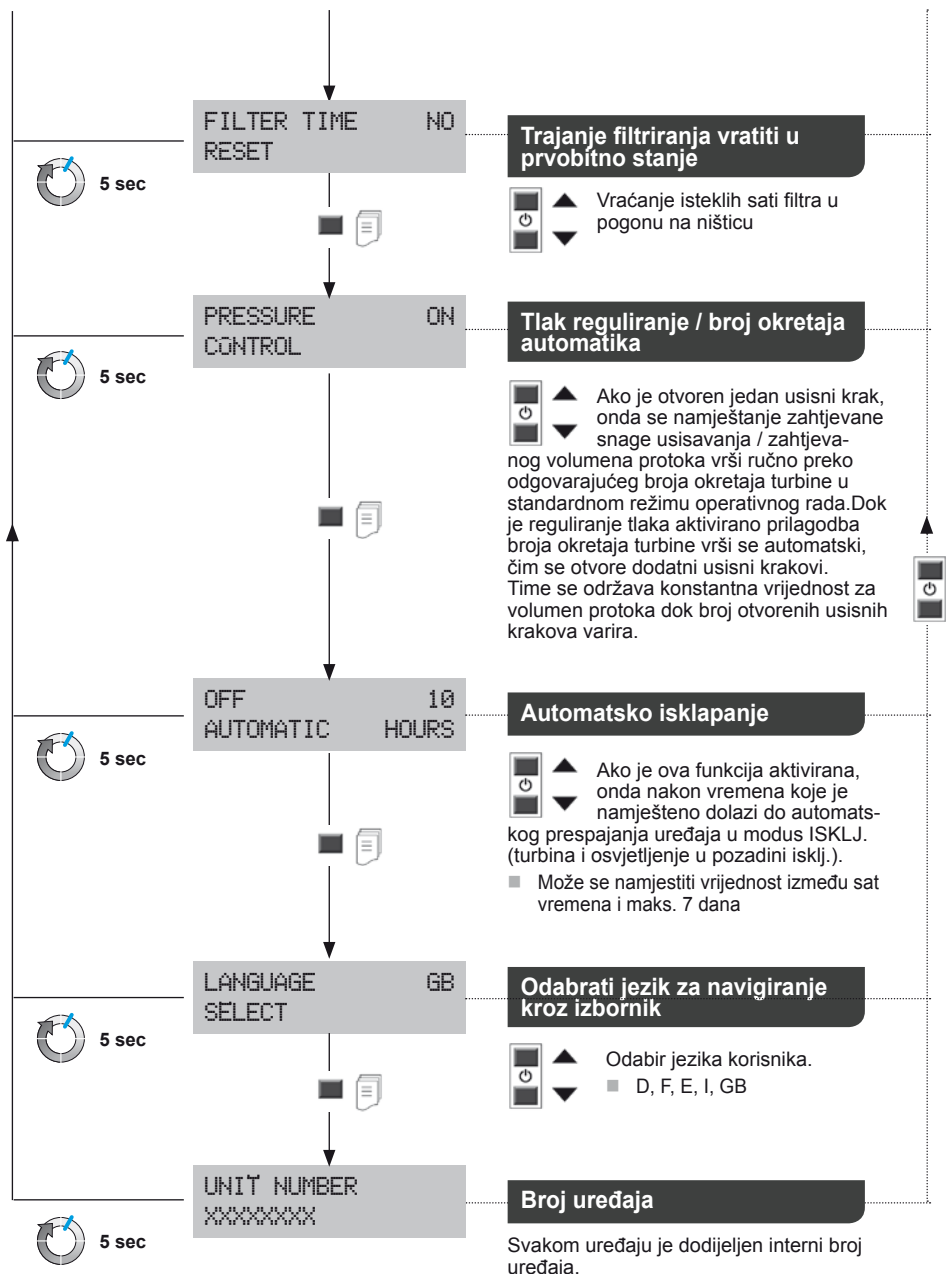 FILTER TIME NO
RESET
Trajanje filtriranja vratiti u
prvobitno stanje
5 sec
Vraćanje isteklih sati filtra u
pogonu na ništicu
PRESSURE ON
CONTROL
Tlak reguliranje / broj okretaja
automatika
5 sec
Ako je otvoren jedan usisni krak,
onda se namještanje zahtjevane
snage usisavanja / zahtjeva-
nog volumena protoka vrši ručno preko
odgovarajućeg broja okretaja turbine u
standardnom režimu operativnog rada.Dok
je reguliranje tlaka aktivirano prilagodba
broja okretaja turbine vrši se automatski,
čim se otvore dodatni usisni krakovi.
Time se održava konstantna vrijednost za
volumen protoka dok broj otvorenih usisnih
krakova varira.
OFF 10
AUTOMATIC HOURS
Automatsko isklapanje
5 sec
Ako je ova funkcija aktivirana,
onda nakon vremena koje je
namješteno dolazi do automats-
kog prespajanja uređaja u modus ISKLJ.
(turbina i osvjetljenje u pozadini isklj.).
Može se namjestiti vrijednost između sat
vremena i maks. 7 dana
LANGUAGE GB
SELECT
Odabrati jezik za navigiranje
kroz izbornik
5 sec
Odabir jezika korisnika.
D, F, E, I, GB
UNIT NUMBER
XXXXXXXX
Broj uređaja
5 sec
Svakom uređaju je dodijeljen interni broj
uređaja.